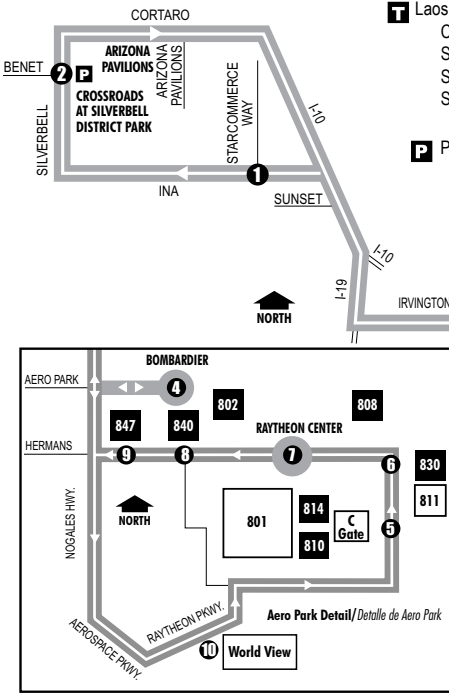 CORTARO
T Laos
C
S
S
S
BENET
2 P
ARIZONA
PAVILIONS
ARIZONA
PAVILIONS
CROSSROADS
AT SILVERBELL
DISTRICT PARK
SILVERBELL
STARCOMMERCE
WAY
I-10
P P
1
INA
SUNSET
I-10
I-19
NORTH
IRVINGTON
BOMBARDIER
AERO PARK
4
802
808
847
840
RAYTHEON CENTER
HERMANS
9
8
7
6
830
811
NOGALES HWY.
NORTH
801
814
810
C
Gate
5
RAYTHEON PKWY.
AEROSPACE PKWY.
Aero Park Detail/Detalle de Aero Park
10 World View